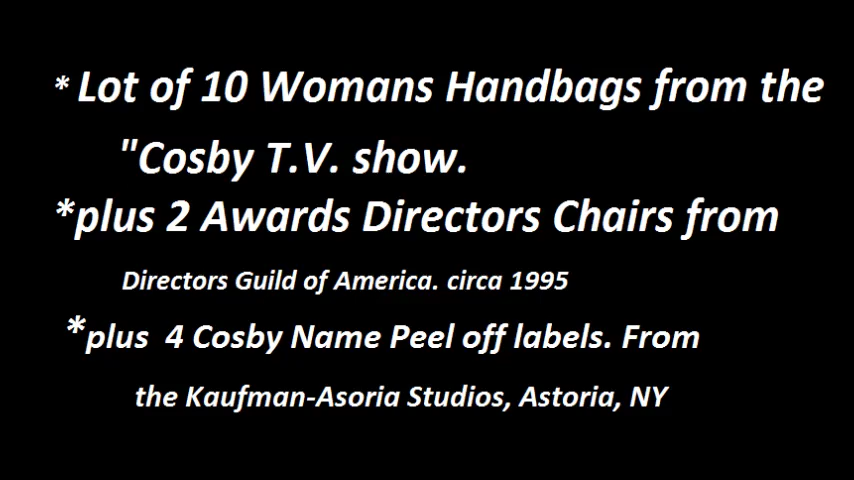 * Lot of 10 Womans Handbags from the
"Cosby T.V. show.
*plus 2 Awards Directors Chairs from
Directors Guild of America. circa 1995
*plus  4 Cosby Name Peel off labels. From
the Kaufman-Asoria Studios, Astoria, NY